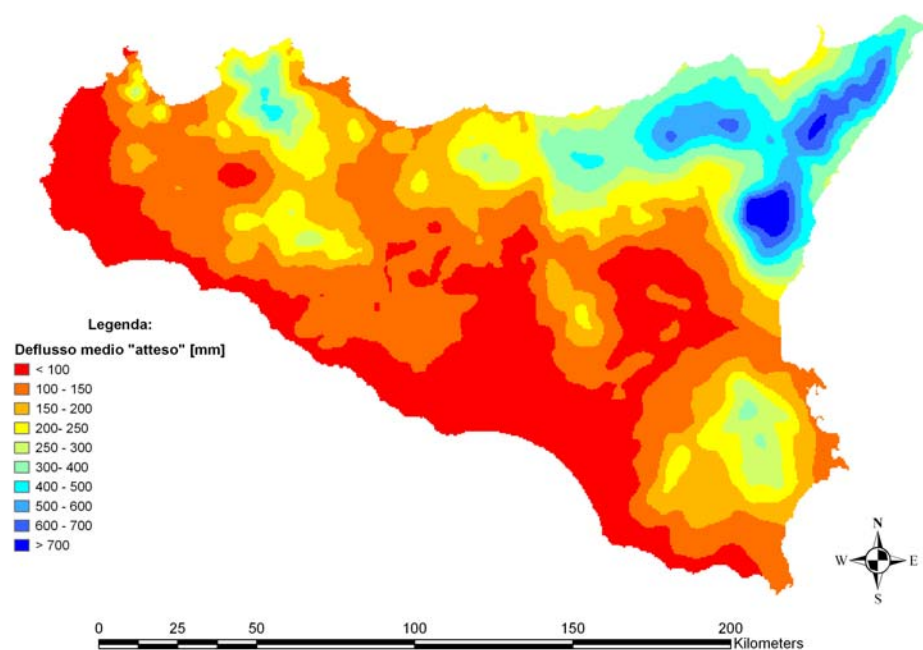 Legenda:
Deflusso medio "atteso" [mm]
< 100
100 - 150
150 - 200
200- 250
250 - 300
300- 400
400 - 500
500 - 600
600 - 700
> 700
N
W E
S
0 25 50 100 150 200
Kilometers